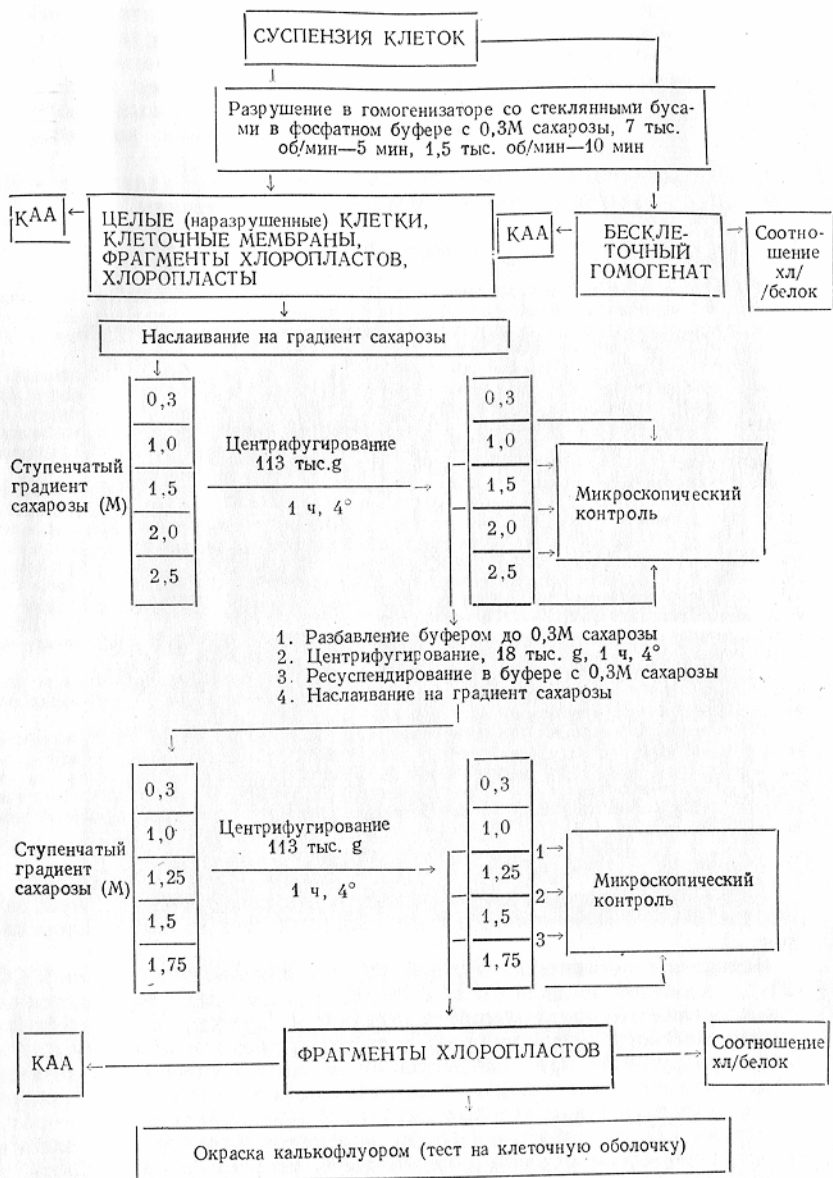 СУСПЕНЗИЯ КЛЕТОК
Разрушение в гомогенизаторе со стеклянными буса-
ми в фосфатном буфере с 0,3М сахарозы, 7 тыс.
об/мин—5 мин, 1,5 тыс. об/мин—10 мин
КАА
ЦЕЛЫЕ (наразрушенные) КЛЕТКИ,
КЛЕТОЧНЫЕ МЕМБРАНЫ,
ФРАГМЕНТЫ ХЛОРОПЛАСТОВ,
ХЛОРОПЛАСТЫ
КАА
БЕСКЛЕ-
ТОЧНЫЙ
ГОМОГЕНАТ
Соотно-
шение
хл/
/белок
Наслаивание на градиент сахарозы
Ступенчатый
градиент
сахарозы (М)
0,3
1,0
1,5
2,0
2,5
Центрифугирование
113 тыс.g
1 ч, 4°
0,3
1,0
1,5
2,0
2,5
Микроскопический
контроль
1. Разбавление буфером до 0,3М сахарозы
2. Центрифугирование, 18 тыс. g, 1 ч, 4°
3. Ресуспендирование в буфере с 0,3М сахарозы
4. Наслаивание на градиент сахарозы
Ступенчатый
градиент
сахарозы (М)
0,3
1,0
1,25
1,5
1,75
Центрифугирование
113 тыс. g
1 ч, 4°
0,3
1,0
1,25
1,5
1,75
1
2
3
Микроскопический
контроль
КАА
ФРАГМЕНТЫ ХЛОРОПЛАСТОВ
Соотношение
хл/белок
Окраска калькофлуором (тест на клеточную оболочку)